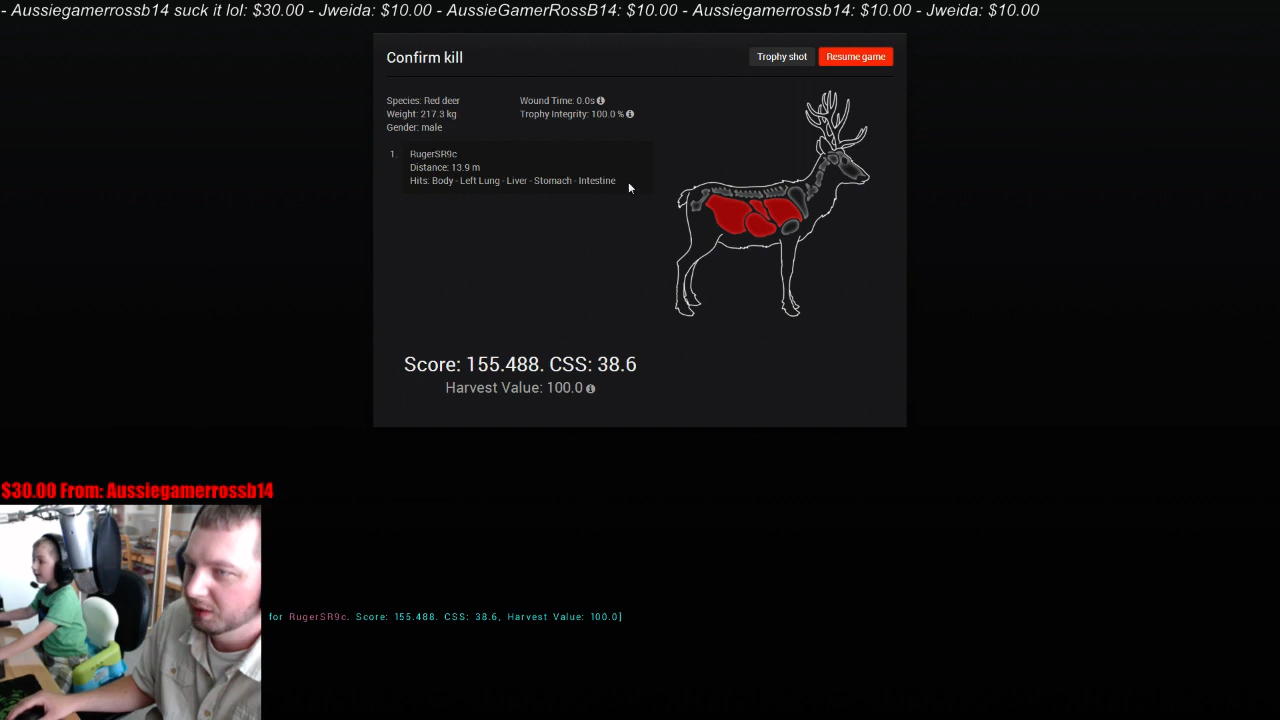 - Aussiegamerrossb14 suck it lol: $30.00 - Jweida: $10.00 - AussieGamerRossB14: $10.00 - Aussiegamerrossb14: $10.00 - Jweida: $10.00
Confirm kill
Trophy shot
Resume game
Species: Red deer
Weight: 217.3 kg
Gender: male
Wound Time: 0.0s
Trophy Integrity: 100.0 %
1. RugerSR9c
Distance: 13.9 m
Hits: Body - Left Lung - Liver - Stomach - Intestine
Score: 155.488. CSS: 38.6
Harvest Value: 100.0
$30.00 From: Aussiegamerrossb14
for RugerSR9c. Score: 155.488. CSS: 38.6, Harvest Value: 100.0]